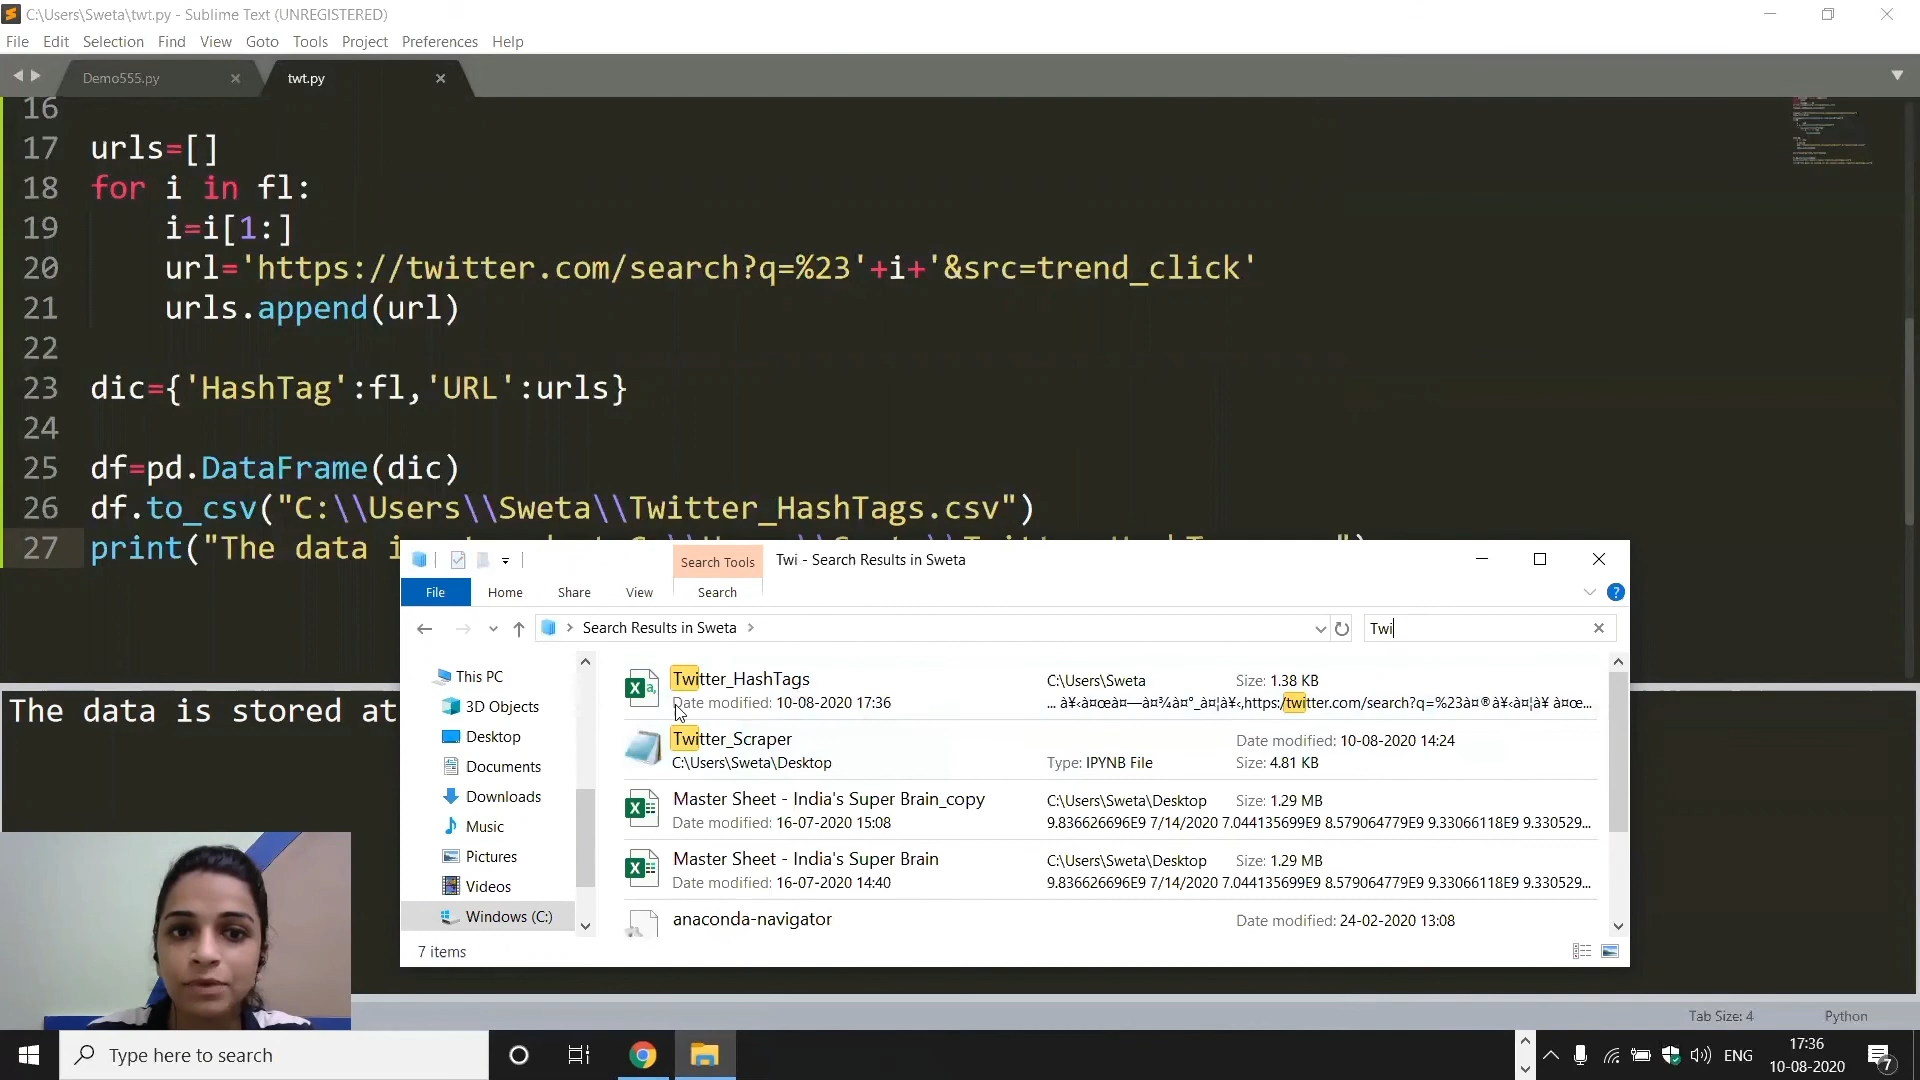 C:\Users\Sweta\twt.py - Sublime Text (UNREGISTERED)
File Edit Selection Find View Goto Tools Project Preferences Help
Demo555.py
twt.py
16
17 urls=[]
18 for i in fl:
19 i=i[1:]
20 url='https://twitter.com/search?q=%23'+i+'&src=trend_click'
21 urls.append(url)
22
23 dic={'HashTag':fl,'URL':urls}
24
25 df=pd.DataFrame(dic)
26 df.to_csv("C:\\Users\\Sweta\\Twitter_HashTags.csv")
27 print("The data
The data is stored at
Search Tools
Twi - Search Results in Sweta
File Home Share View Search
Search Results in Sweta
Twi
This PC
3D Objects
Desktop
Documents
Downloads
Music
Pictures
Videos
Windows (C:)
Twitter_HashTags C:\Users\Sweta Size: 1.38 KB
Date modified: 10-08-2020 17:36 ... twitter.com/search?q=%23
Twitter_Scraper Date modified: 10-08-2020 14:24
C:\Users\Sweta\Desktop Type: IPYNB File Size: 4.81 KB
Master Sheet - India's Super Brain_copy C:\Users\Sweta\Desktop Size: 1.29 MB
Date modified: 16-07-2020 15:08 9.836626696E9 7/14/2020 7.044135699E9 8.579064779E9 9.33066118E9 9.330529...
Master Sheet - India's Super Brain C:\Users\Sweta\Desktop Size: 1.29 MB
Date modified: 16-07-2020 14:40 9.836626696E9 7/14/2020 7.044135699E9 8.579064779E9 9.33066118E9 9.330529...
anaconda-navigator Date modified: 24-02-2020 13:08
7 items
Tab Size: 4 Python
Type here to search
ENG
17:36
10-08-2020
7